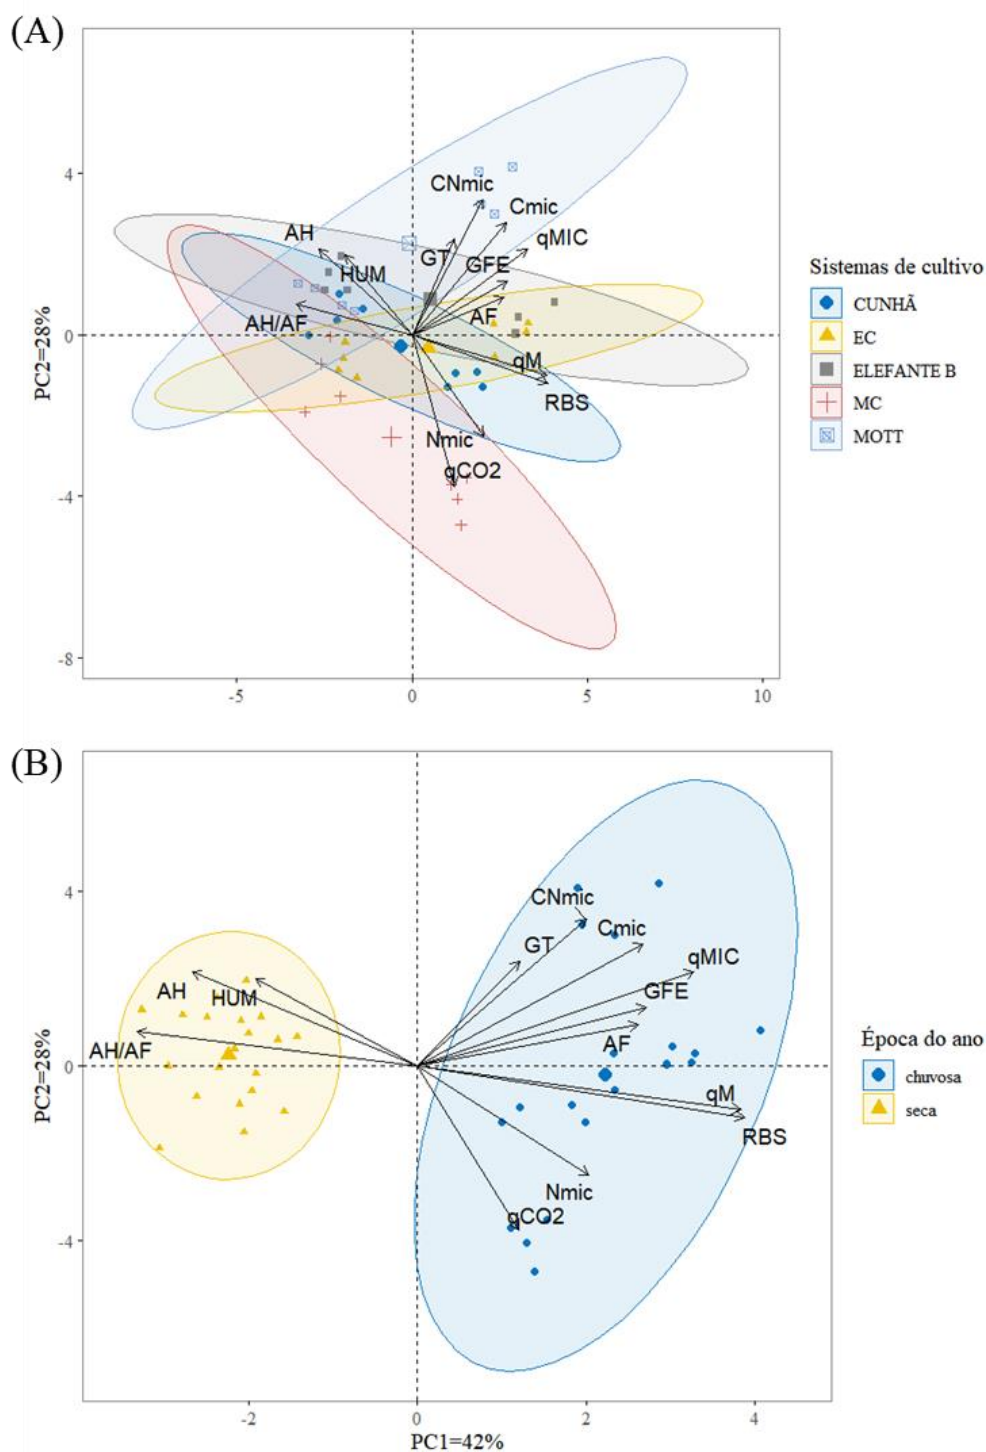 (A)
CNmic
Cmic
AH
qMIC
GT
GFE
HUM
AF
AH/AF
qM
RBS
Nmic
qCO2
4
0
-4
-8
PC2=28%
-5
0
5
10
Sistemas de cultivo
CUNHÃ
EC
ELEFANTE B
MC
MOTT
(B)
CNmic
Cmic
GT
qMIC
AH
HUM
GFE
AH/AF
AF
qM
RBS
Nmic
qCO2
4
0
-4
PC2=28%
-2
0
2
4
PC1=42%
Época do ano
chuvosa
seca